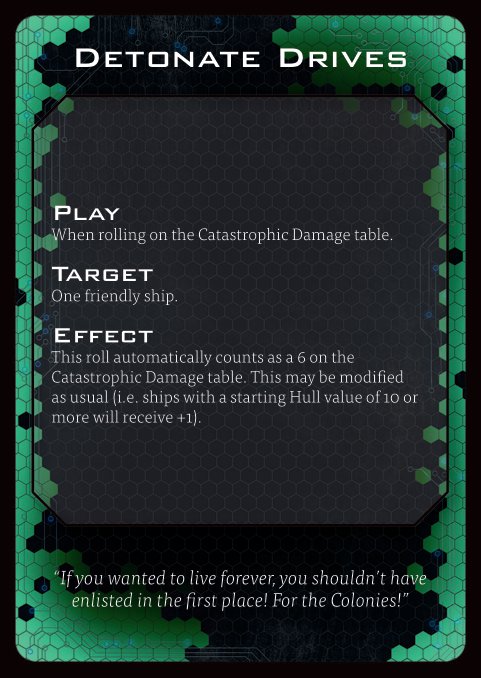 Detonate Drives
Play
When rolling on the Catastrophic Damage table.
Target
One friendly ship.
Effect
This roll automatically counts as a 6 on the
Catastrophic Damage table. This may be modified
as usual (i.e. ships with a starting Hull value of 10 or
more will receive +1).
“If you wanted to live forever, you shouldn’t have
enlisted in the first place! For the Colonies!”